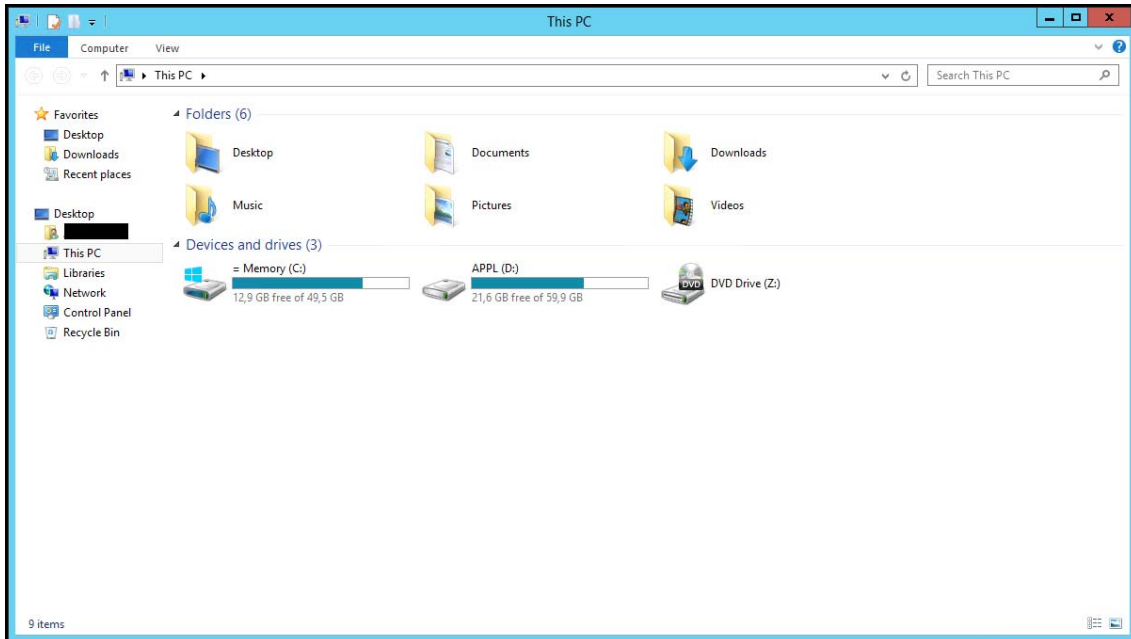 This PC
File Computer View
This PC
Search This PC
Favorites
Desktop
Downloads
Recent places
Desktop
This PC
Libraries
Network
Control Panel
Recycle Bin
Folders (6)
Desktop Documents Downloads
Music Pictures Videos
Devices and drives (3)
= Memory (C:)
12,9 GB free of 49,5 GB
APPL (D:)
21,6 GB free of 59,9 GB
DVD
DVD Drive (Z:)
9 items